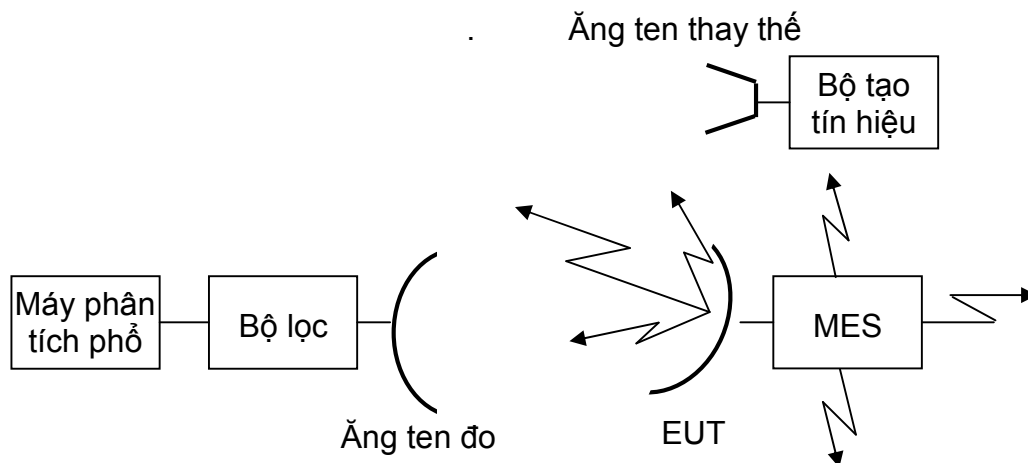 . Ăng ten thay thế
Bộ tạo
tín hiệu
Máy phân
tích phổ
Bộ lọc
MES
Ăng ten đo
EUT